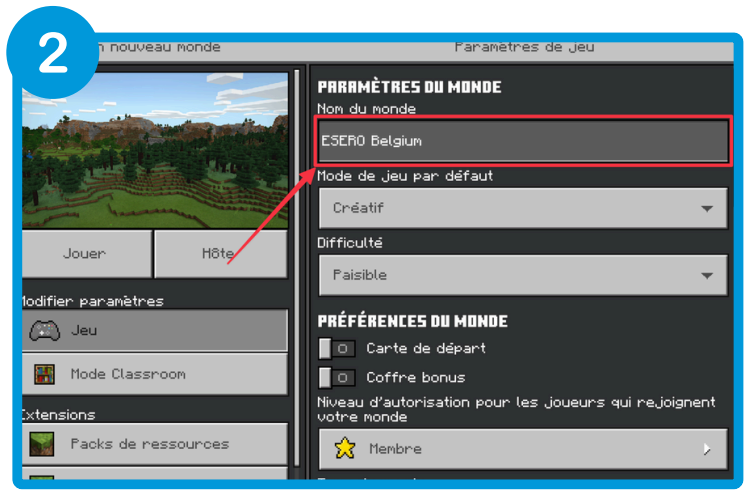 2
nouveau monde
Paramètres de jeu
PARAMÈTRES DU MONDE
Nom du monde
ESERO Belgium
Mode de jeu par défaut
Créatif
Jouer
Hôte
Difficulté
Paisible
Modifier paramètres
Jeu
PRÉFÉRENCES DU MONDE
Carte de départ
Mode Classroom
Coffre bonus
Extensions
Niveau d'autorisation pour les joueurs qui rejoignent
votre monde
Packs de ressources
Membre